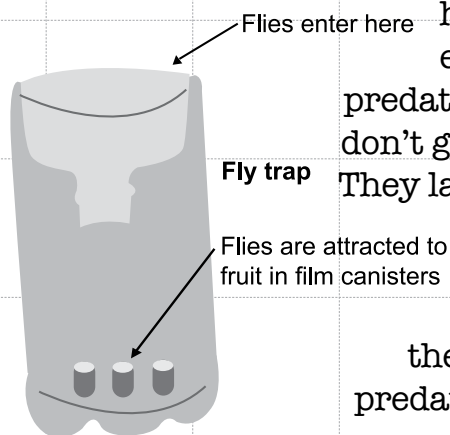 Flies enter here
h
e
predat
don’t g
Fly trap
They la
Flies are attracted to
fruit in film canisters
the
predat